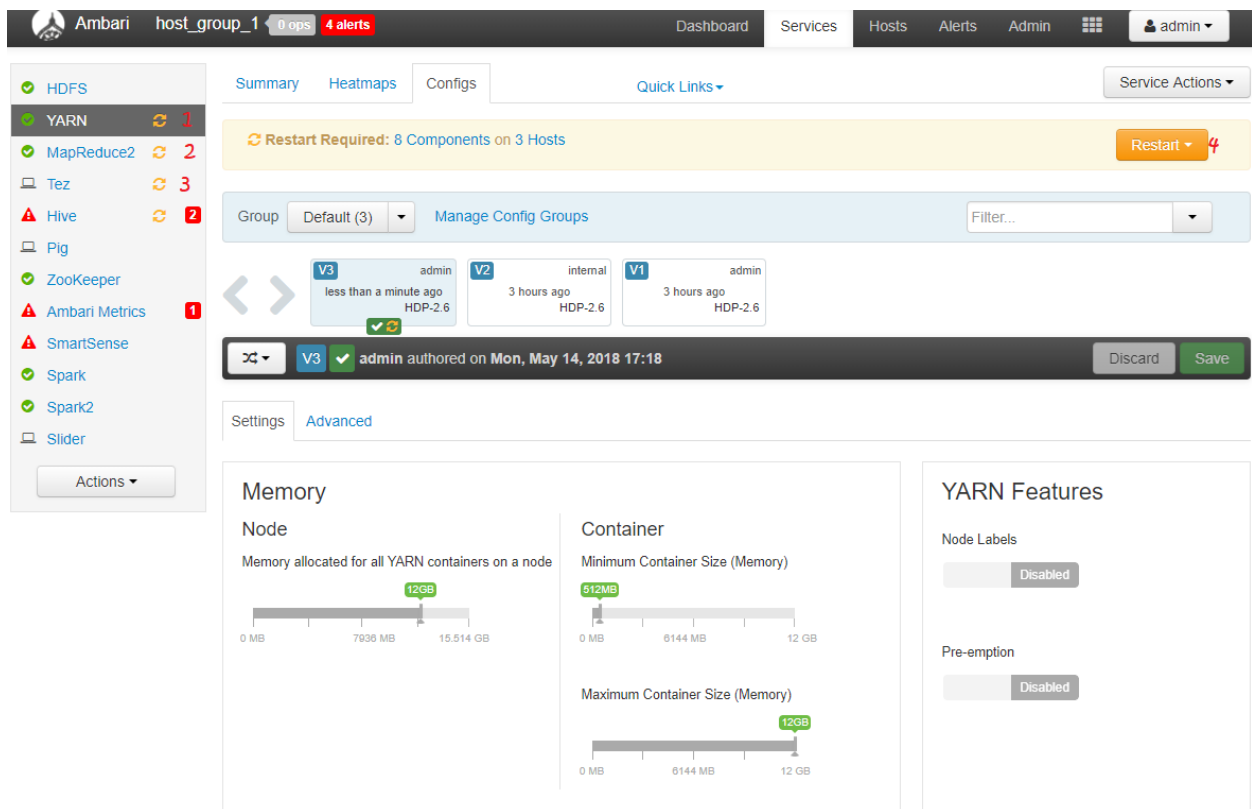 Ambari host_group_1 0 ops 4 alerts Dashboard Services Hosts Alerts Admin admin
HDFS
YARN 1
MapReduce2 2
Tez 3
Hive 2
Pig
ZooKeeper
Ambari Metrics 1
SmartSense
Spark
Spark2
Slider
Actions
Summary Heatmaps Configs Quick Links Service Actions
Restart Required: 8 Components on 3 Hosts Restart 4
Group Default (3) Manage Config Groups Filter...
V3 admin
less than a minute ago
HDP-2.6
V2 internal
3 hours ago
HDP-2.6
V1 admin
3 hours ago
HDP-2.6
V3 admin authored on Mon, May 14, 2018 17:18 Discard Save
Settings Advanced
Memory
Node
Memory allocated for all YARN containers on a node
12GB
0 MB 7936 MB 15.514 GB
Container
Minimum Container Size (Memory)
512MB
0 MB 6144 MB 12 GB
Maximum Container Size (Memory)
12GB
0 MB 6144 MB 12 GB
YARN Features
Node Labels
Disabled
Pre-emption
Disabled